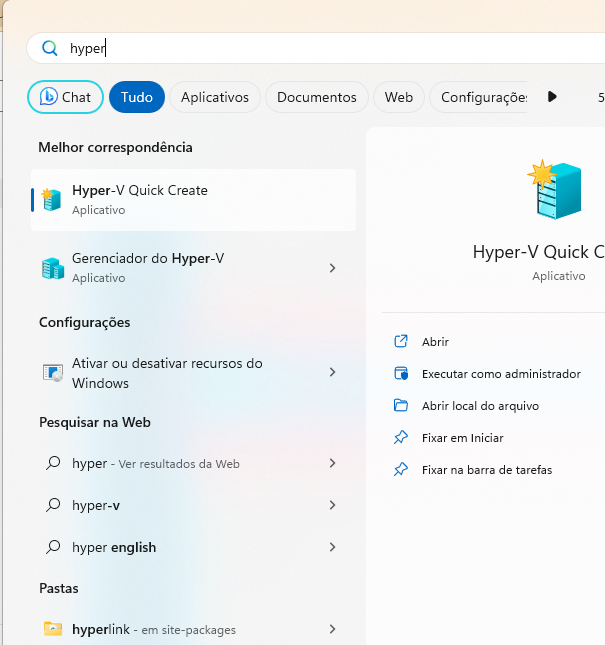 hyper
Chat
Tudo
Aplicativos
Documentos
Web
Configurações
5
Melhor correspondência
Hyper-V Quick Create
Aplicativo
Gerenciador do Hyper-V
Aplicativo
Configurações
Ativar ou desativar recursos do
Windows
Pesquisar na Web
hyper - Ver resultados da Web
hyper-v
hyper english
Pastas
hyperlink - em site-packages
Hyper-V Quick C
Aplicativo
Abrir
Executar como administrador
Abrir local do arquivo
Fixar em Iniciar
Fixar na barra de tarefas